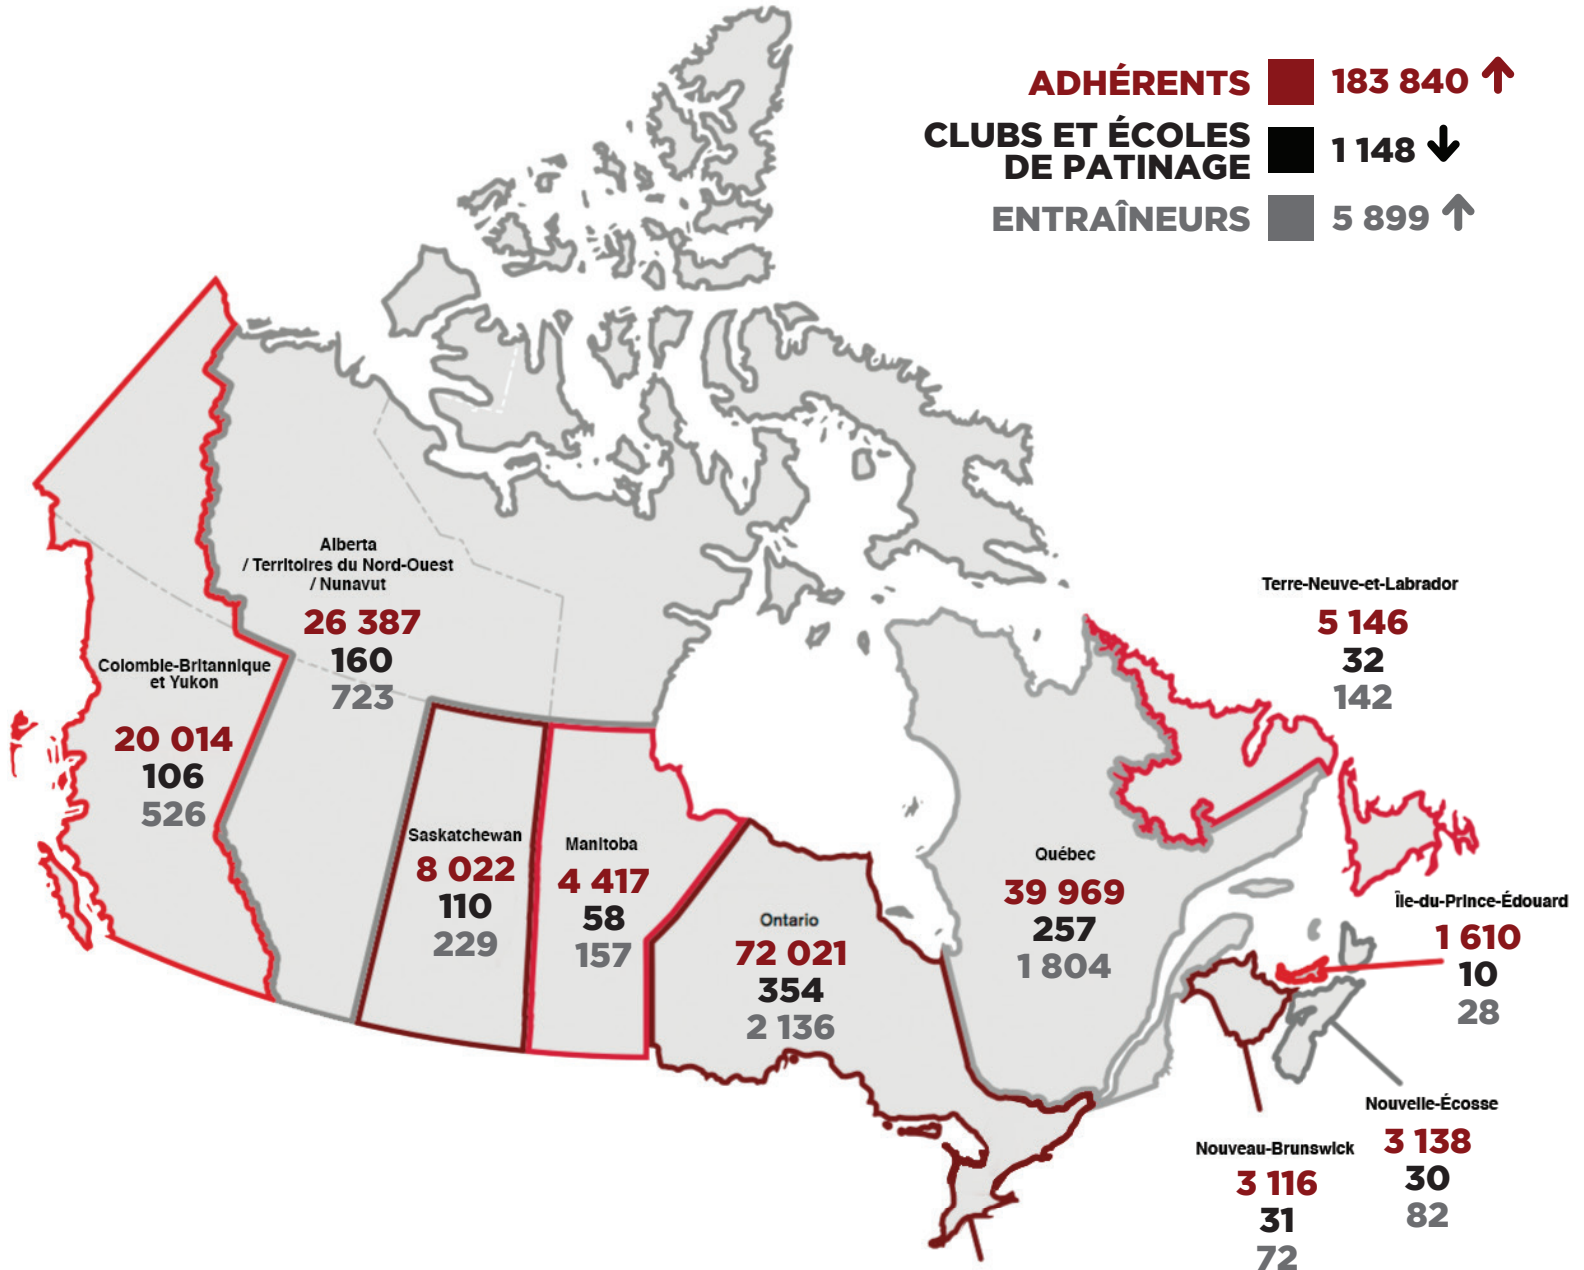 ADHÉRENTS 183 840
CLUBS ET ÉCOLES
DE PATINAGE 1 148
ENTRAÎNEURS 5 899
Alberta
/ Territoires du Nord-Ouest
/ Nunavut
26 387
160
723
Colombie-Britannique
et Yukon
20 014
106
526
Saskatchewan
8 022
110
229
Manitoba
4 417
58
157
Ontario
72 021
354
2 136
Québec
39 969
257
1 804
Terre-Neuve-et-Labrador
5 146
32
142
Île-du-Prince-Édouard
1 610
10
28
Nouvelle-Écosse
3 138
30
82
Nouveau-Brunswick
3 116
31
72